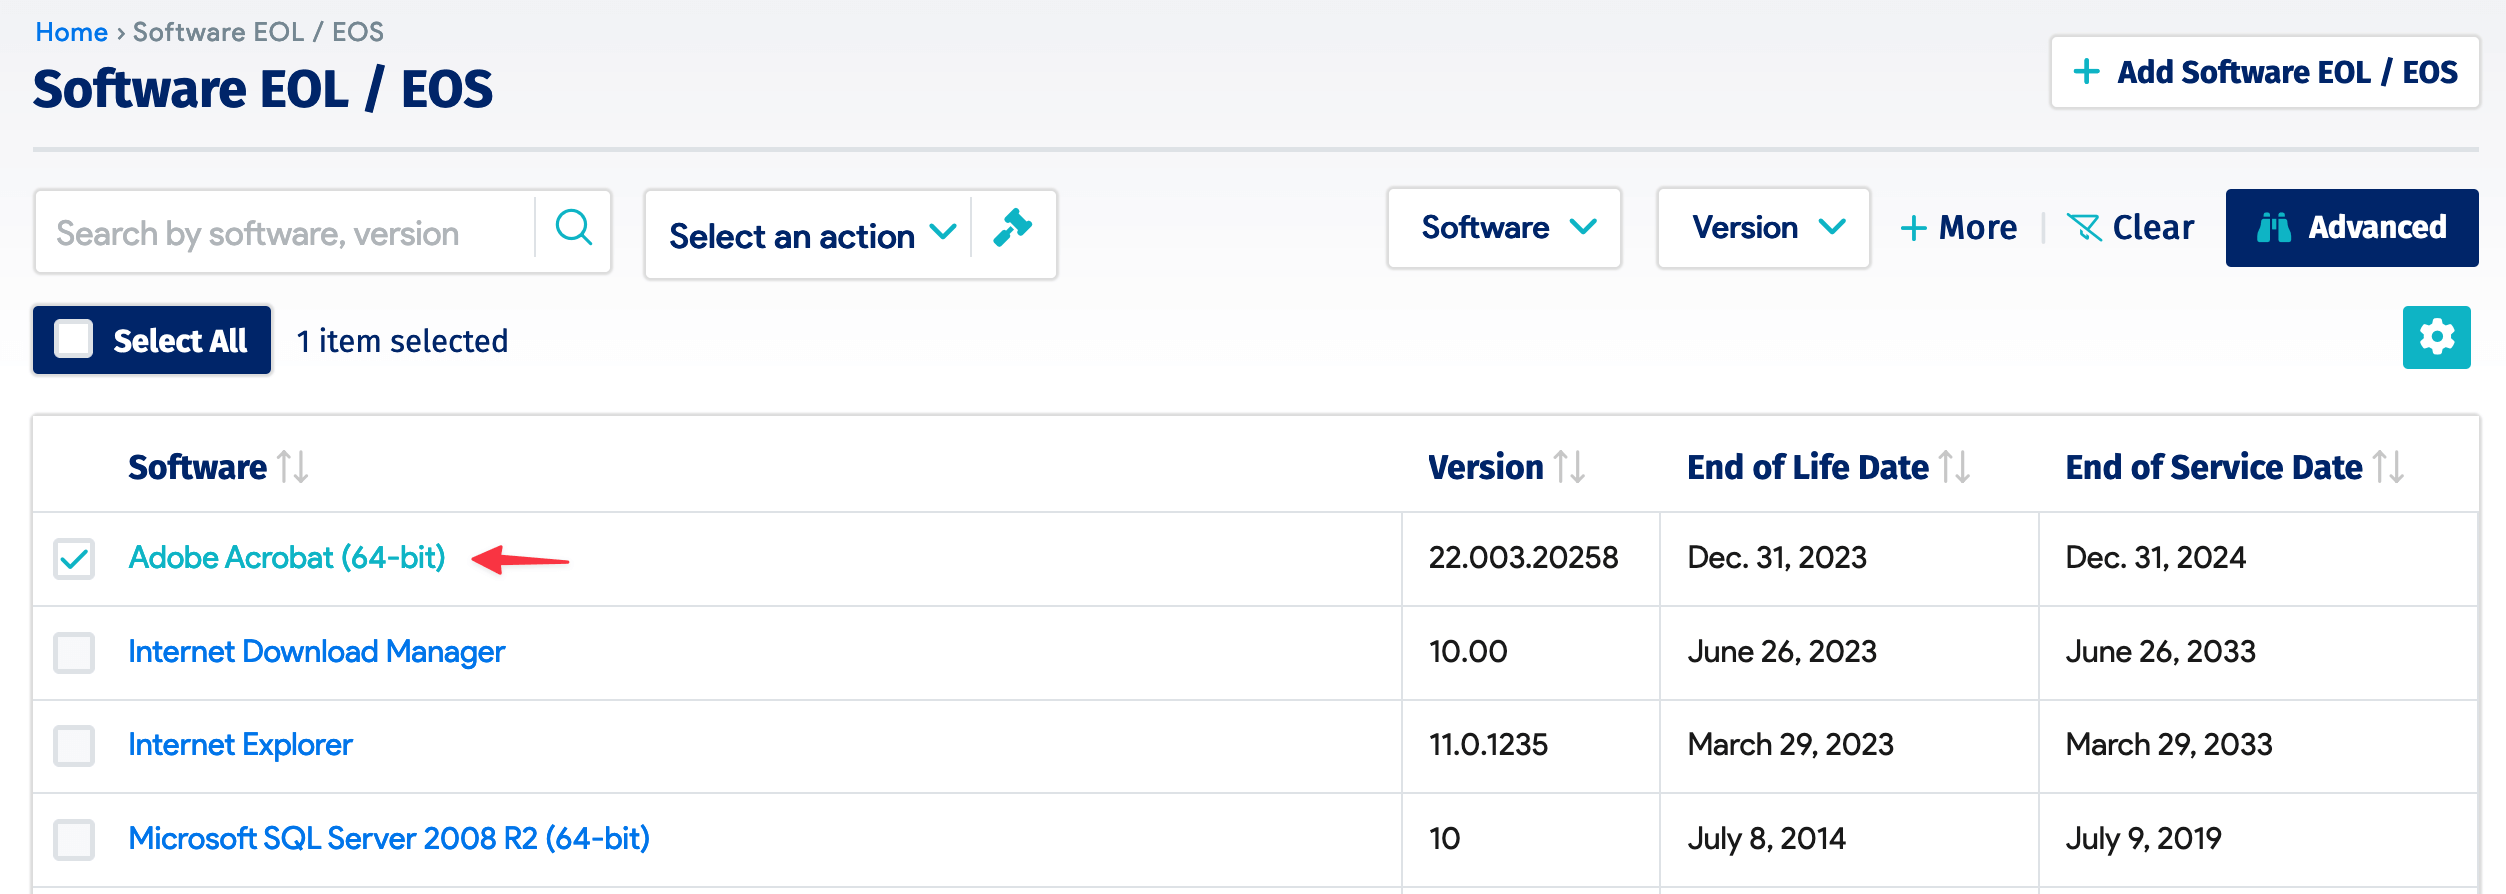 Home › Software EOL / EOS
Software EOL / EOS
+ Add Software EOL / EOS
Search by software, version
Select an action
Software
Version
+ More
Clear
Advanced
Select All
1 item selected
Software Version End of Life Date End of Service Date
Adobe Acrobat (64-bit) 22.003.20258 Dec. 31, 2023 Dec. 31, 2024
Internet Download Manager 10.00 June 26, 2023 June 26, 2033
Internet Explorer 11.0.1235 March 29, 2023 March 29, 2033
Microsoft SQL Server 2008 R2 (64-bit) 10 July 8, 2014 July 9, 2019